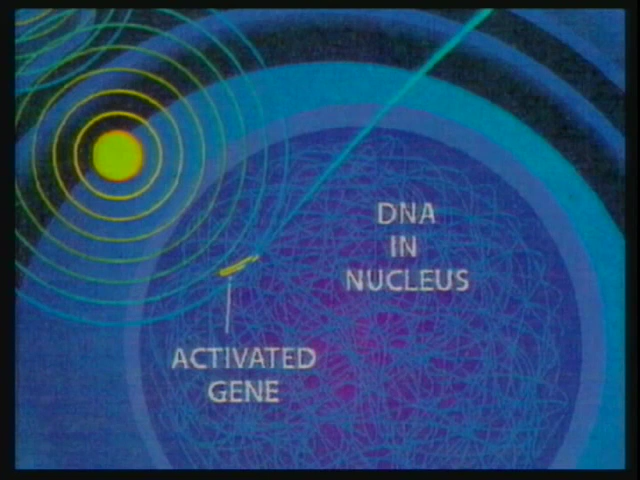 DNA
IN
NUCLEUS
ACTIVATED
GENE